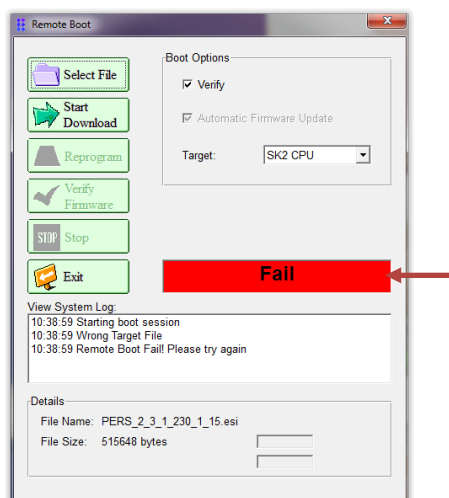 Remote Boot
Select File
Start
Download
Reprogram
Verify
Firmware
STOP Stop
Exit
Boot Options
Verify
Automatic Firmware Update
Target: SK2 CPU
Fail
View System Log:
10:38:59 Starting boot session
10:38:59 Wrong Target File
10:38:59 Remote Boot Fail! Please try again
Details
File Name: PERS_2_3_1_230_1_15.esi
File Size: 515648 bytes